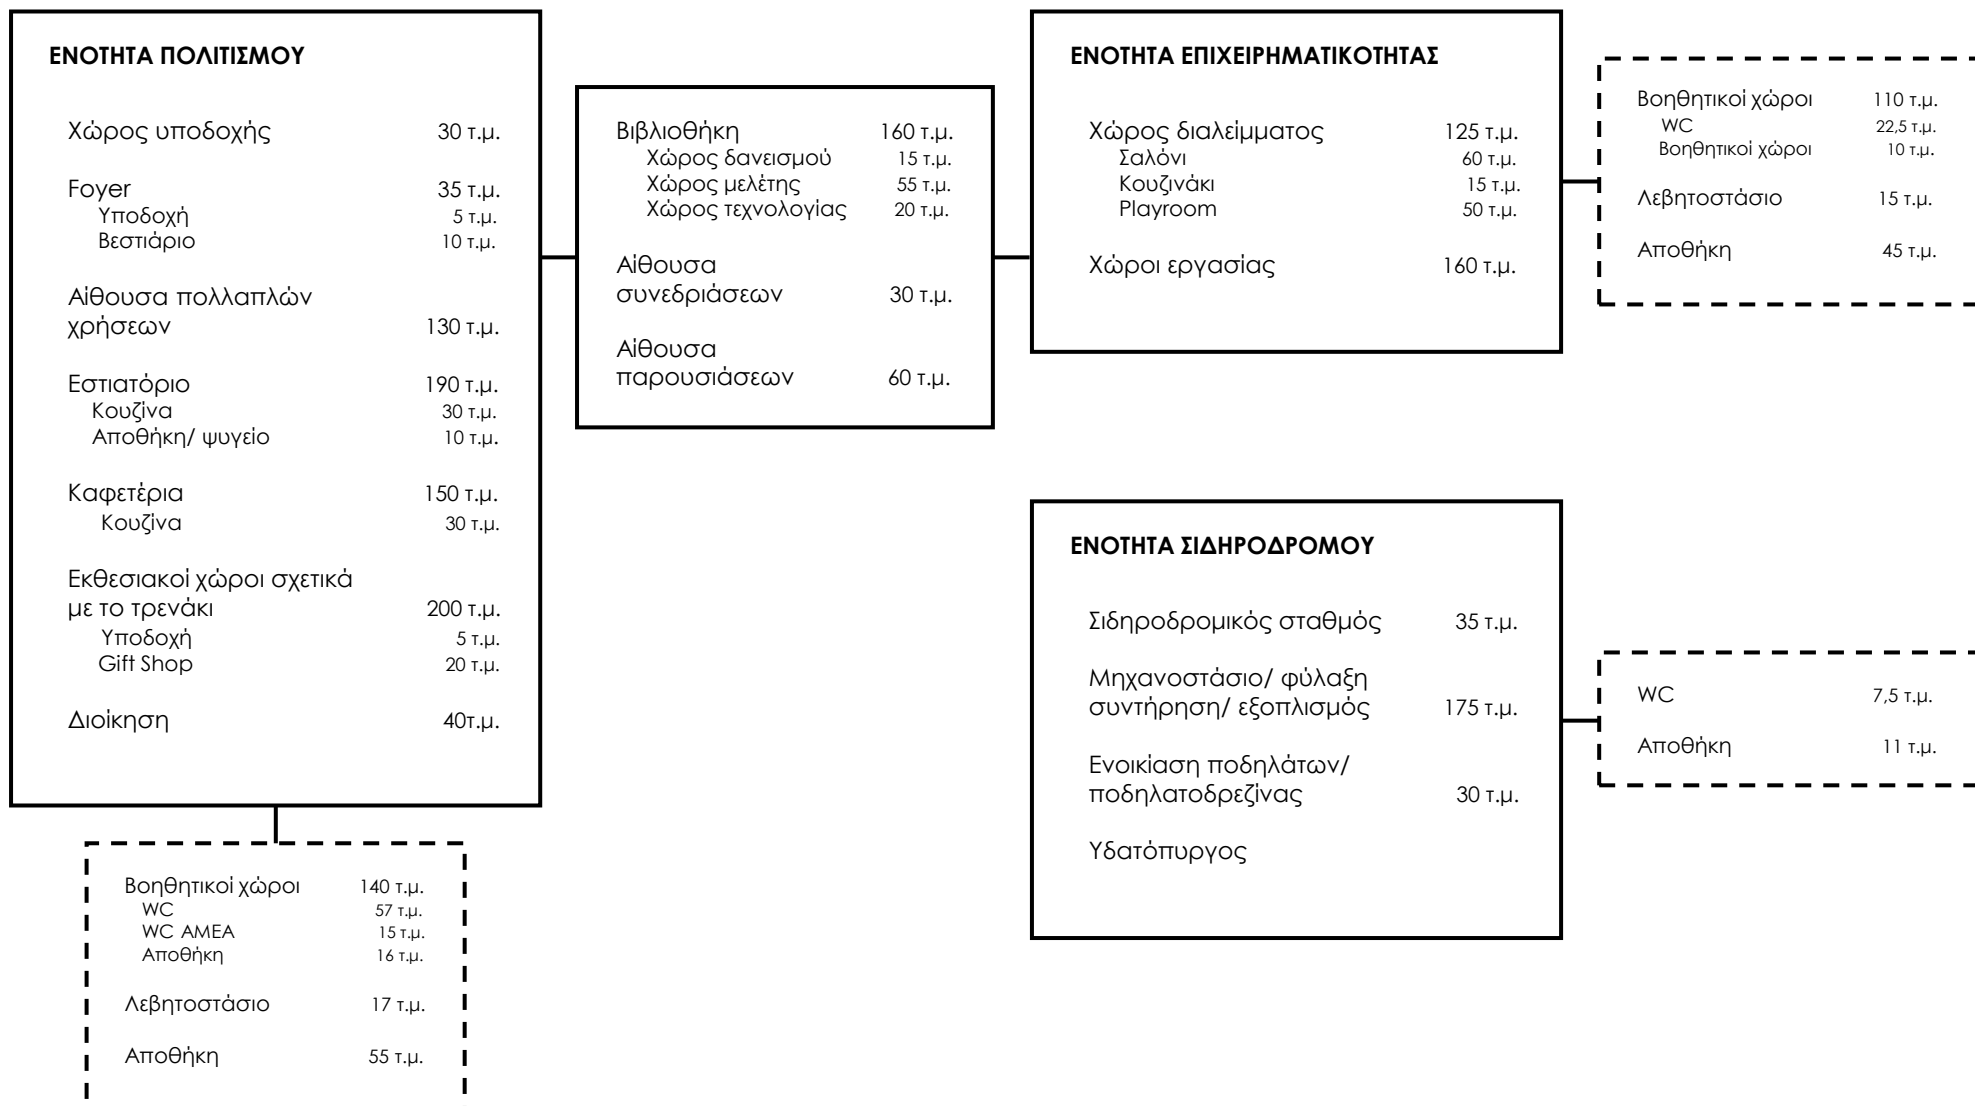 ΕΝΟΤΗΤΑ ΠΟΛΙΤΙΣΜΟΥ
Χώρος υποδοχής 30 τ.μ.
Foyer 35 τ.μ.
Υποδοχή 5 τ.μ.
Βεστιάριο 10 τ.μ.
Αίθουσα πολλαπλών
χρήσεων 130 τ.μ.
Εστιατόριο 190 τ.μ.
Κουζίνα 30 τ.μ.
Αποθήκη/ ψυγείο 10 τ.μ.
Καφετέρια 150 τ.μ.
Κουζίνα 30 τ.μ.
Εκθεσιακοί χώροι σχετικά
με το τρενάκι 200 τ.μ.
Υποδοχή 5 τ.μ.
Gift Shop 20 τ.μ.
Διοίκηση 40τ.μ.
Βοηθητικοί χώροι 140 τ.μ.
WC 57 τ.μ.
WC ΑΜΕΑ 15 τ.μ.
Αποθήκη 16 τ.μ.
Λεβητοστάσιο 17 τ.μ.
Αποθήκη 55 τ.μ.
Βιβλιοθήκη 160 τ.μ.
Χώρος δανεισμού 15 τ.μ.
Χώρος μελέτης 55 τ.μ.
Χώρος τεχνολογίας 20 τ.μ.
Αίθουσα
συνεδριάσεων 30 τ.μ.
Αίθουσα
παρουσιάσεων 60 τ.μ.
ΕΝΟΤΗΤΑ ΕΠΙΧΕΙΡΗΜΑΤΙΚΟΤΗΤΑΣ
Χώρος διαλείμματος 125 τ.μ.
Σαλόνι 60 τ.μ.
Κουζινάκι 15 τ.μ.
Playroom 50 τ.μ.
Χώροι εργασίας 160 τ.μ.
Βοηθητικοί χώροι 110 τ.μ.
WC 22,5 τ.μ.
Βοηθητικοί χώροι 10 τ.μ.
Λεβητοστάσιο 15 τ.μ.
Αποθήκη 45 τ.μ.
ΕΝΟΤΗΤΑ ΣΙΔΗΡΟΔΡΟΜΟΥ
Σιδηροδρομικός σταθμός 35 τ.μ.
Μηχανοστάσιο/ φύλαξη
συντήρηση/ εξοπλισμός 175 τ.μ.
Ενοικίαση ποδηλάτων/
ποδηλατοδρεζίνας 30 τ.μ.
Υδατόπυργος
WC 7,5 τ.μ.
Αποθήκη 11 τ.μ.